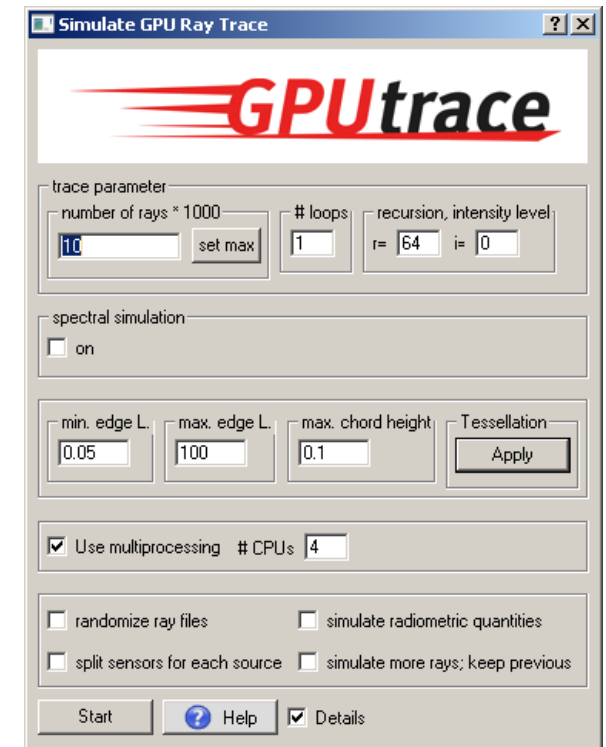 Simulate GPU Ray Trace
GPUtrace
trace parameter
number of rays * 1000
# loops
recursion, intensity level
10
set max
1
r= 64
i= 0
spectral simulation
on
min. edge L.
max. edge L.
max. chord height
Tessellation
0.05
100
0.1
Apply
Use multiprocessing # CPUs 4
randomize ray files
simulate radiometric quantities
split sensors for each source
simulate more rays; keep previous
Start
? Help
Details